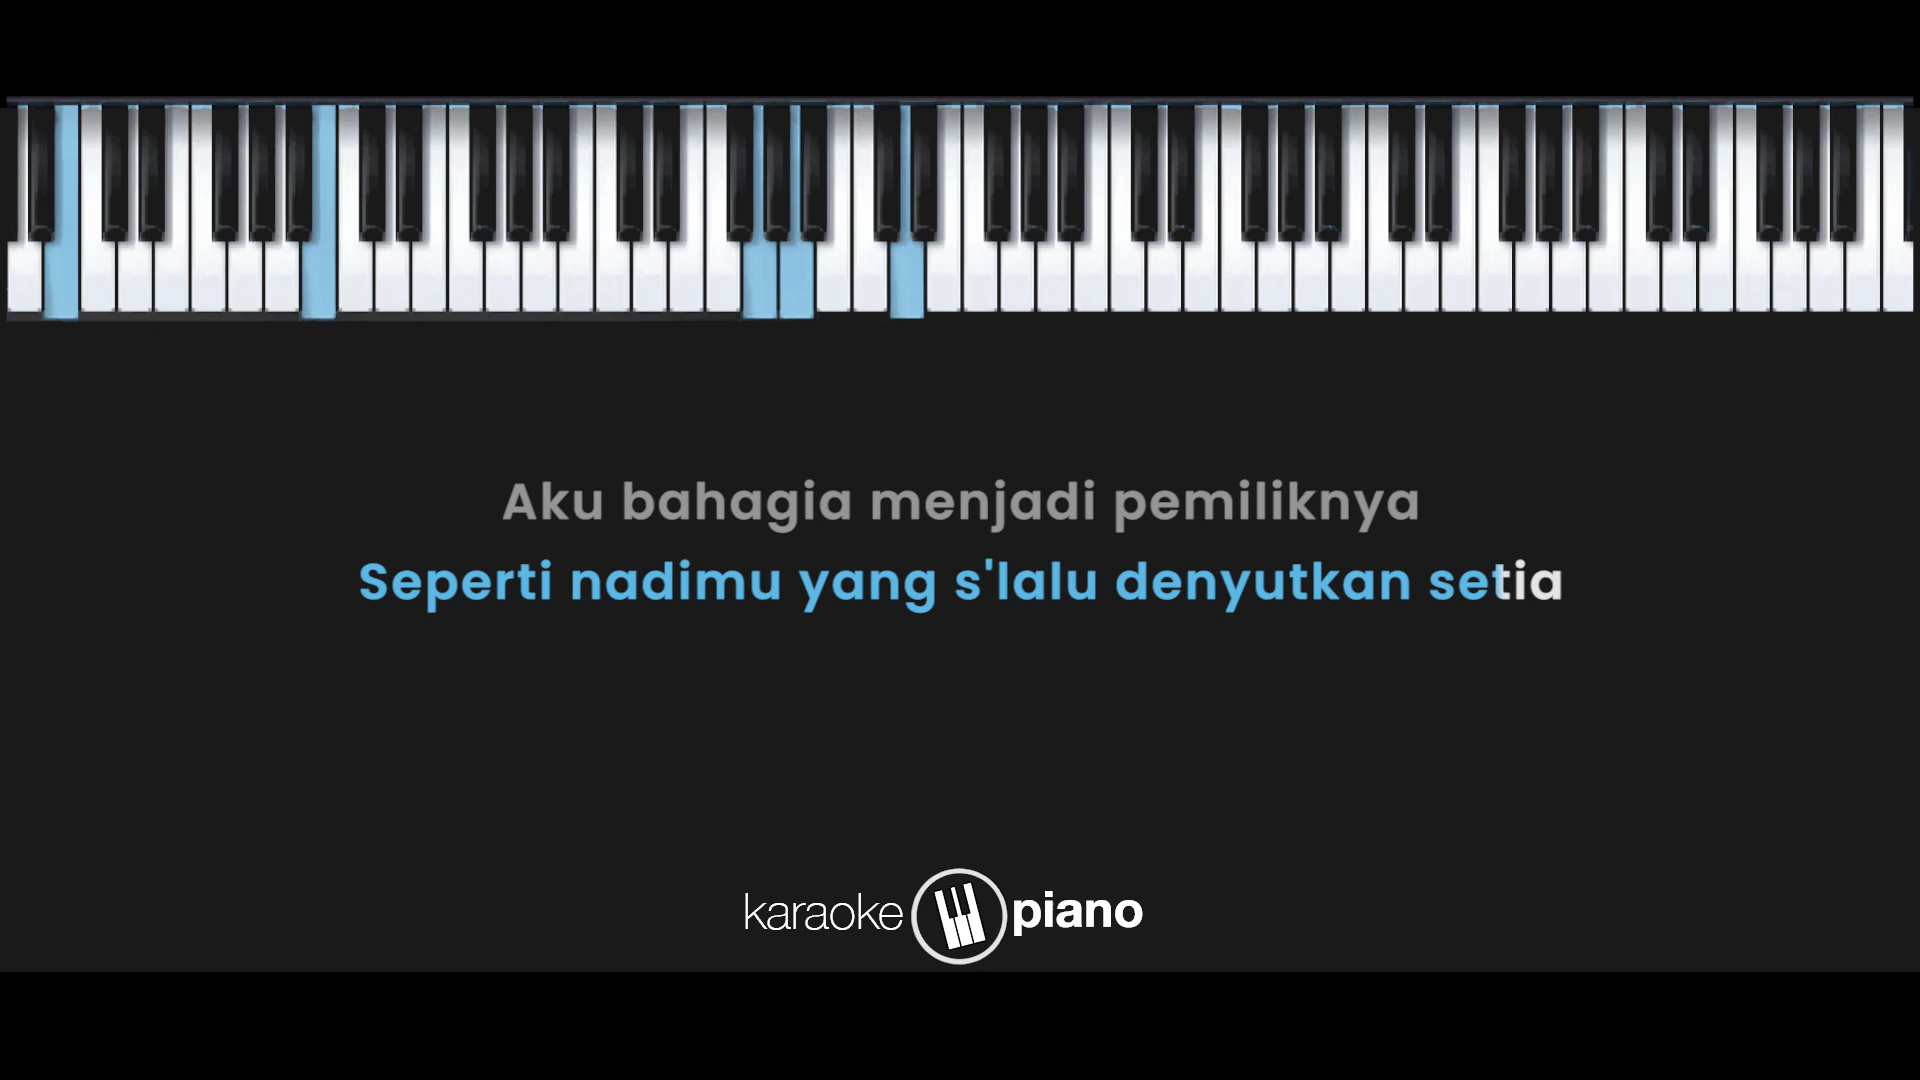 Aku bahagia menjadi pemiliknya
Seperti nadimu yang s'lalu denyutkan setia
karaoke piano